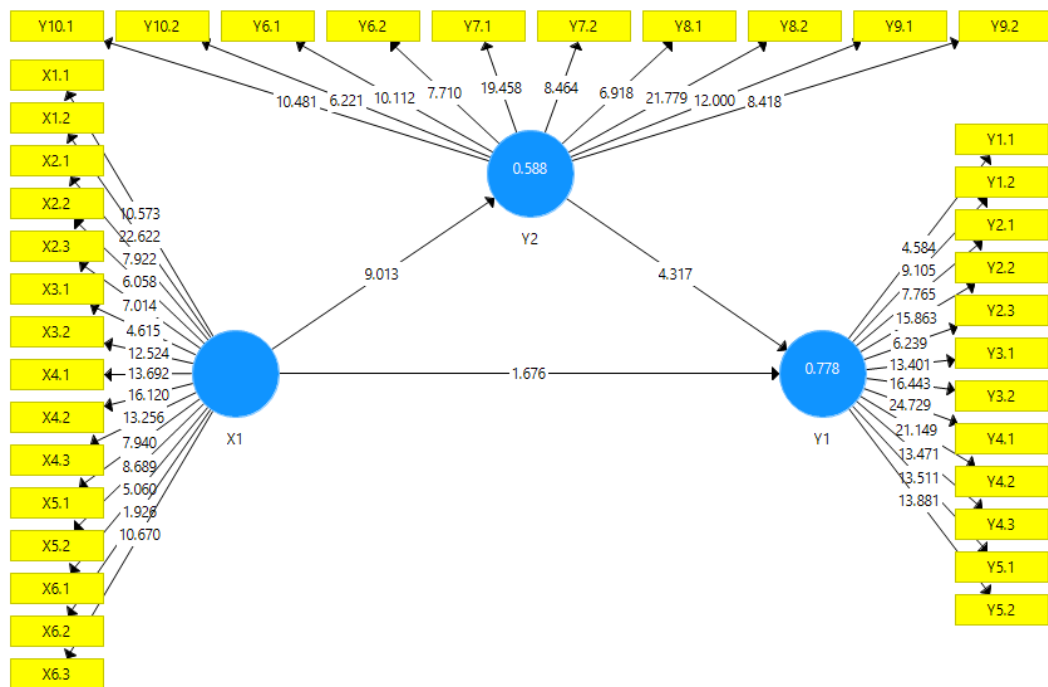 Y10.1 Y10.2 Y6.1 Y6.2 Y7.1 Y7.2 Y8.1 Y8.2 Y9.1 Y9.2
10.481 6.221 10.112 7.710 19.458 8.464 6.918 21.779 12.000 8.418
X1.1
X1.2
X2.1
X2.2
X2.3
X3.1
X3.2
X4.1
X4.2
X4.3
X5.1
X5.2
X6.1
X6.2
X6.3
10.573
22.622
7.922
6.058
7.014
4.615
12.524
13.692
16.120
13.256
7.940
8.689
5.060
1.926
10.670
X1
0.588
Y2
9.013
4.317
1.676
0.778
Y1
4.584
9.105
7.765
15.863
6.239
13.401
16.443
24.729
21.149
13.471
13.511
13.881
Y1.1
Y1.2
Y2.1
Y2.2
Y2.3
Y3.1
Y3.2
Y4.1
Y4.2
Y4.3
Y5.1
Y5.2